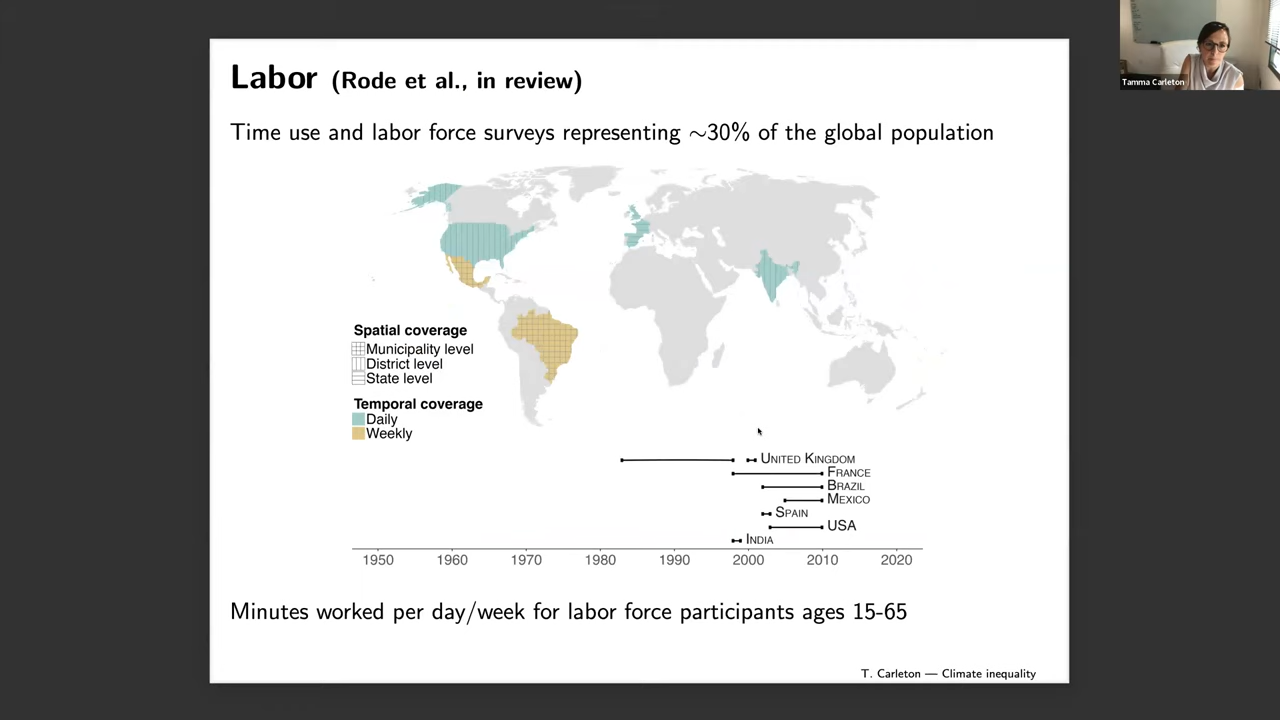 Labor (Rode et al., in review)
Tamma Carleton
Time use and labor force surveys representing ~30% of the global population
Spatial coverage
Municipality level
District level
State level
Temporal coverage
Daily
Weekly
UNITED KINGDOM
FRANCE
BRAZIL
MEXICO
SPAIN
USA
INDIA
1950 1960 1970 1980 1990 2000 2010 2020
Minutes worked per day/week for labor force participants ages 15-65
T. Carleton — Climate inequality